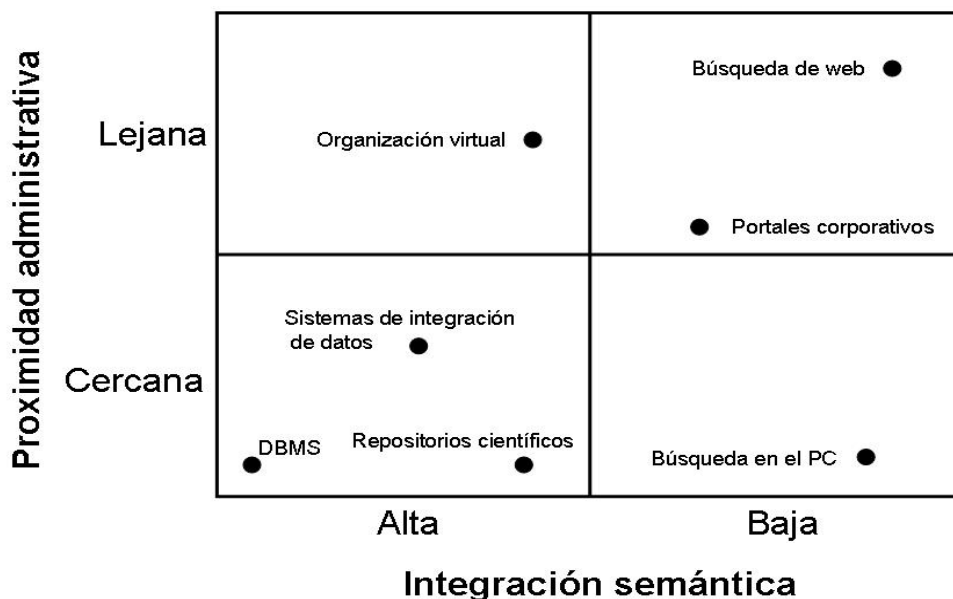 Proximidad administrativa
Lejana
Búsqueda de web
Organización virtual
Portales corporativos
Cercana
Sistemas de integración
de datos
DBMS
Repositorios científicos
Búsqueda en el PC
Alta
Baja
Integración semántica